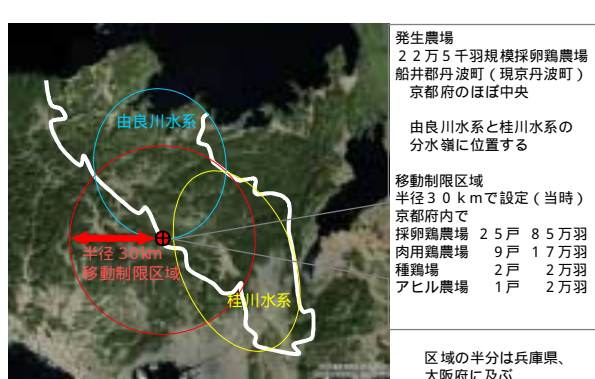 由良川水系
半径30km
移動制限区域
桂川水系
発生農場
22万5千羽規模採卵鶏農場
船井郡丹波町(現京丹波町)
京都府のほぼ中央
由良川水系と桂川水系の
分水嶺に位置する
移動制限区域
半径30kmで設定(当時)
京都府内で
採卵鶏農場 25戸 85万羽
肉用鶏農場 9戸 17万羽
種鶏場 2戸 2万羽
アヒル農場 1戸 2万羽
区域の半分は兵庫県、
大阪府に及ぶ